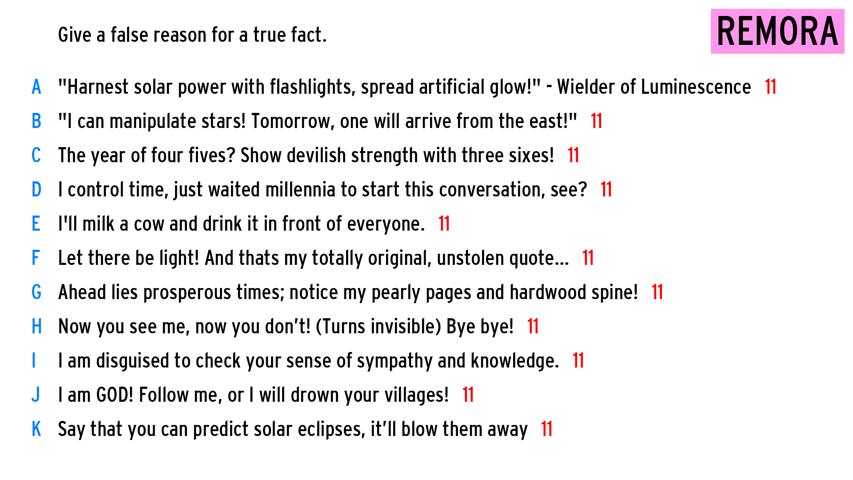 Give a false reason for a true fact.
REMORA
A "Harnest solar power with flashlights, spread artificial glow!" - Wielder of Luminescence 11
B "I can manipulate stars! Tomorrow, one will arrive from the east!" 11
C The year of four fives? Show devilish strength with three sixes! 11
D I control time, just waited millennia to start this conversation, see? 11
E I'll milk a cow and drink it in front of everyone. 11
F Let there be light! And thats my totally original, unstolen quote... 11
G Ahead lies prosperous times; notice my pearly pages and hardwood spine! 11
H Now you see me, now you don't! (Turns invisible) Bye bye! 11
I I am disguised to check your sense of sympathy and knowledge. 11
J I am GOD! Follow me, or I will drown your villages! 11
K Say that you can predict solar eclipses, it'll blow them away 11